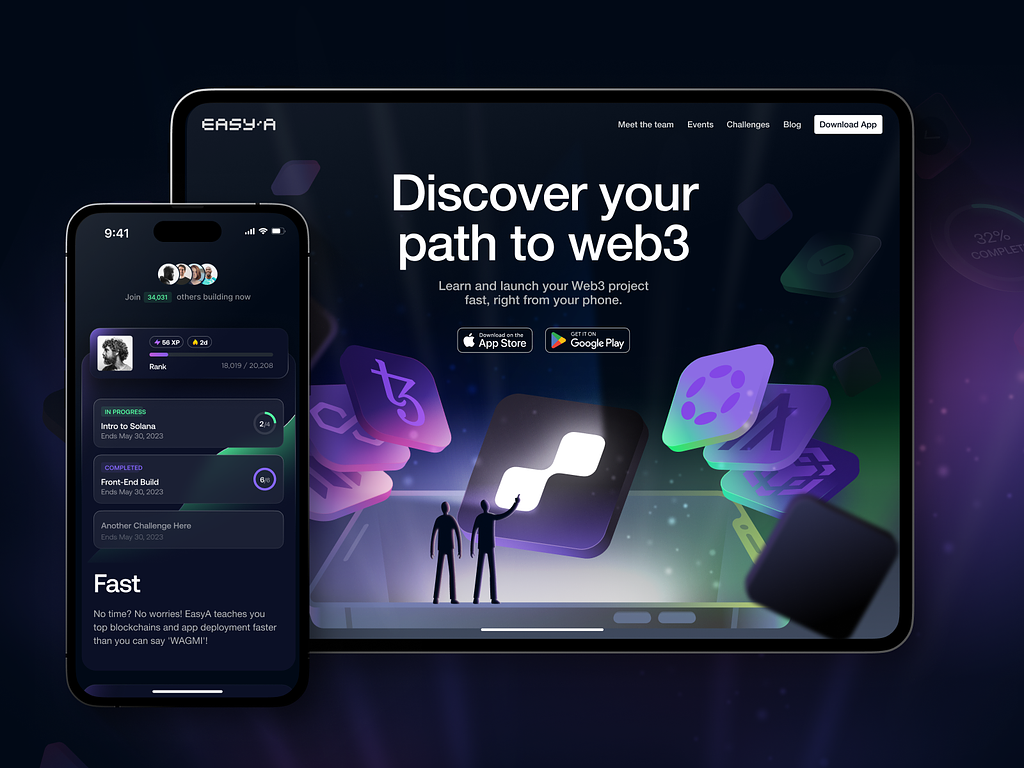 EASY·A
Meet the team Events Challenges Blog Download App
Discover your
path to web3
Learn and launch your Web3 project
fast, right from your phone.
Download on the
App Store
GET IT ON
Google Play
9:41
Join 34,031 others building now
56 XP 2d
Rank 18,019 / 20,208
IN PROGRESS
Intro to Solana
Ends May 30, 2023
2/4
COMPLETED
Front-End Build
Ends May 30, 2023
6/6
Another Challenge Here
Ends May 30, 2023
Fast
No time? No worries! EasyA teaches you
top blockchains and app deployment faster
than you can say 'WAGMI'!
32%